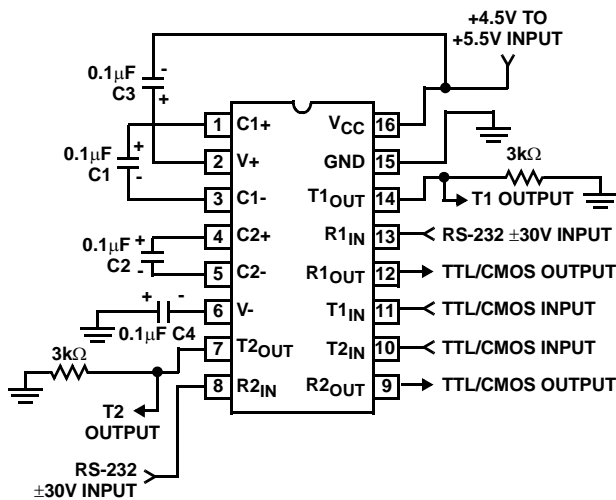 +4.5V TO
+5.5V INPUT
0.1μF
C3
-
+
0.1μF
C1
+
-
0.1μF
C2
+
-
+ -
0.1μF C4
3kΩ
T2
OUTPUT
RS-232
±30V INPUT
1 C1+
2 V+
3 C1-
4 C2+
5 C2-
6 V-
7 T2OUT
8 R2IN
VCC 16
GND 15
T1OUT 14
R1IN 13
R1OUT 12
T1IN 11
T2IN 10
R2OUT 9
3kΩ
T1 OUTPUT
RS-232 ±30V INPUT
TTL/CMOS OUTPUT
TTL/CMOS INPUT
TTL/CMOS INPUT
TTL/CMOS OUTPUT